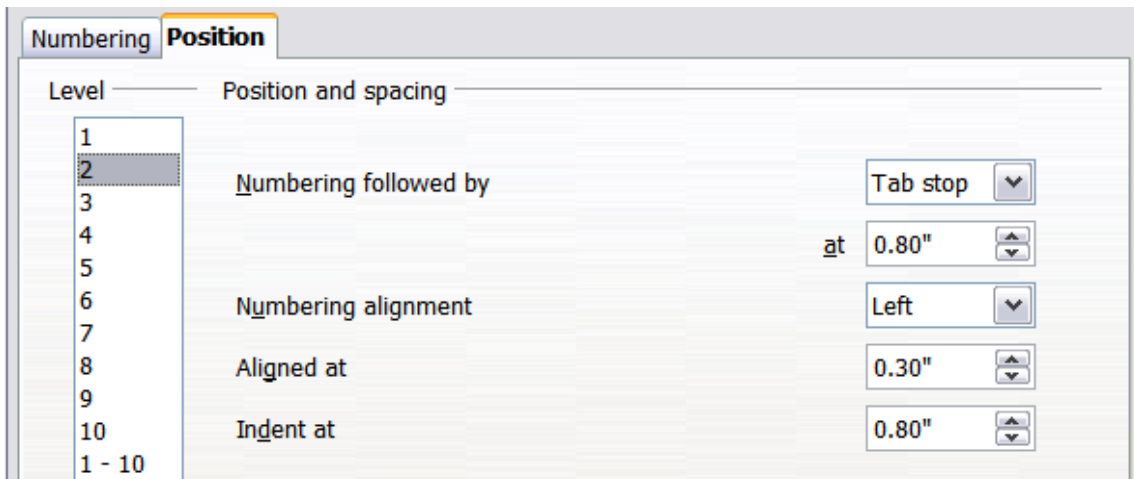 Numbering Position
Level Position and spacing
1
2
3
4
5
6
7
8
9
10
1 - 10
Numbering followed by Tab stop
at 0.80"
Numbering alignment Left
Aligned at 0.30"
Indent at 0.80"